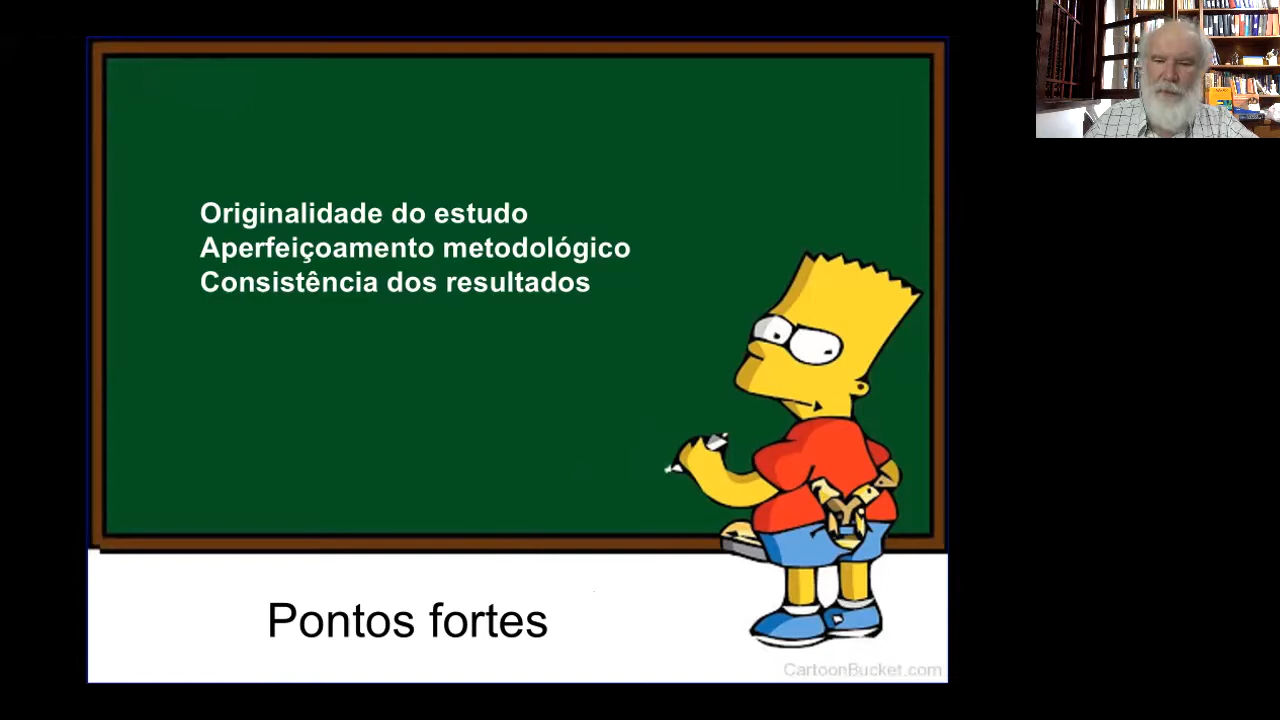 Originalidade do estudo
Aperfeiçoamento metodológico
Consistência dos resultados
Pontos fortes
CartoonBucket.com